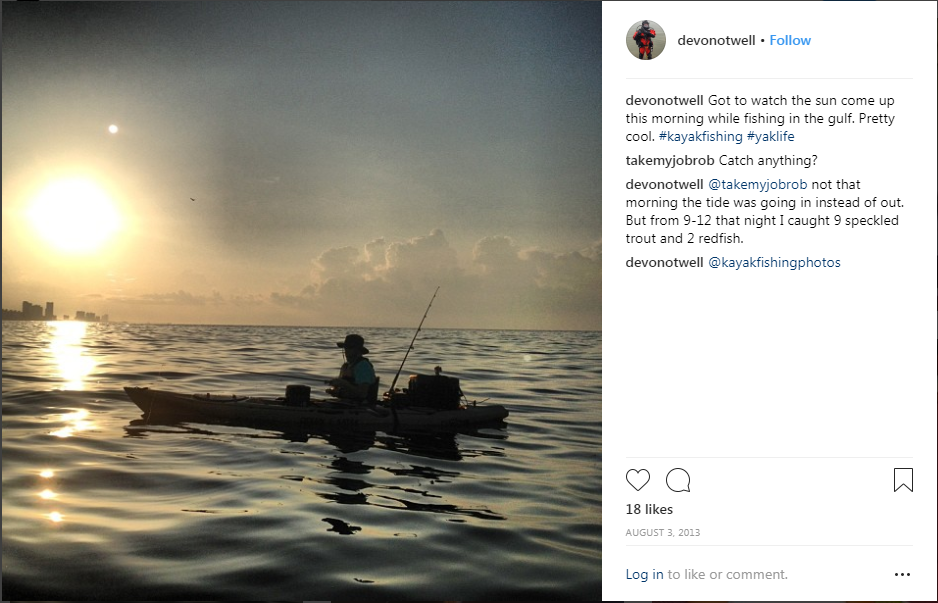 devonotwell • Follow
devonotwell Got to watch the sun come up
this morning while fishing in the gulf. Pretty
cool. #kayakfishing #yaklife
takemyjobrob Catch anything?
devonotwell @takemyjobrob not that
morning the tide was going in instead of out.
But from 9-12 that night I caught 9 speckled
trout and 2 redfish.
devonotwell @kayakfishingphotos
18 likes
AUGUST 3, 2013
Log in to like or comment.